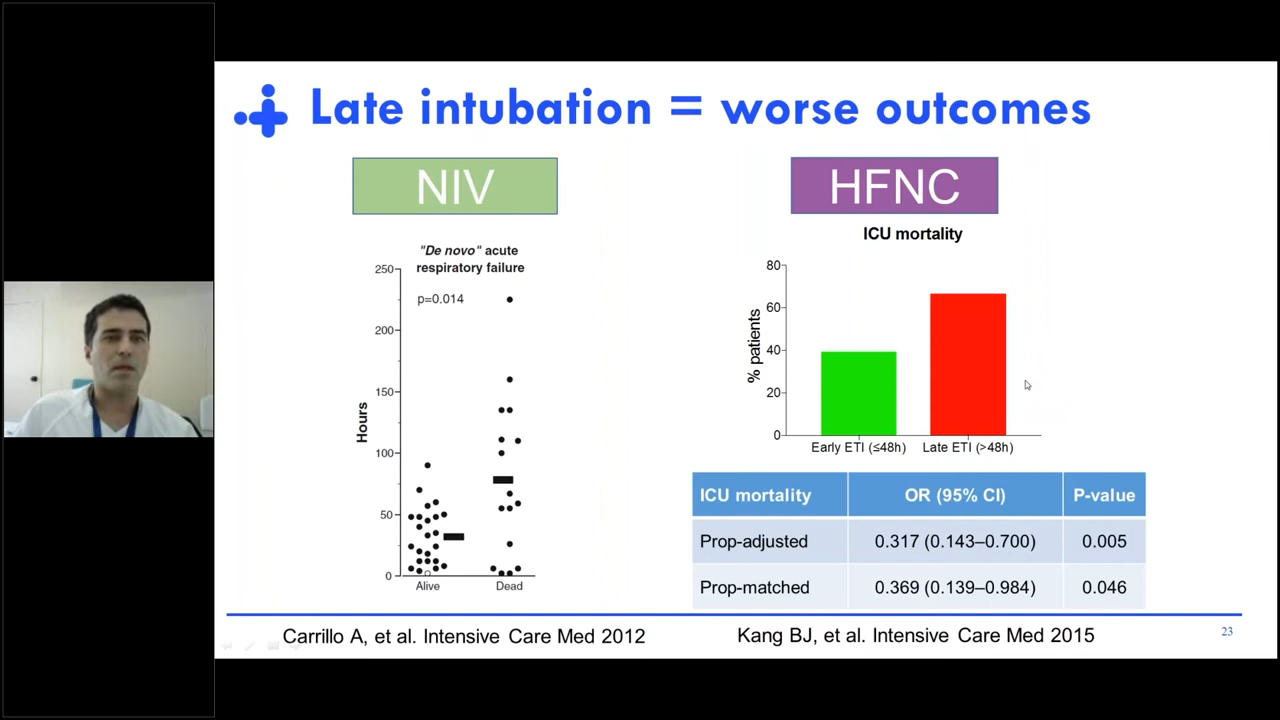 Late intubation = worse outcomes
NIV
"De novo" acute
respiratory failure
p=0.014
Hours
250
200
150
100
50
0
Alive
Dead
HFNC
ICU mortality
% patients
80
60
40
20
0
Early ETI (≤48h)
Late ETI (>48h)
ICU mortality OR (95% CI) P-value
Prop-adjusted 0.317 (0.143–0.700) 0.005
Prop-matched 0.369 (0.139–0.984) 0.046
Carrillo A, et al. Intensive Care Med 2012
Kang BJ, et al. Intensive Care Med 2015
23